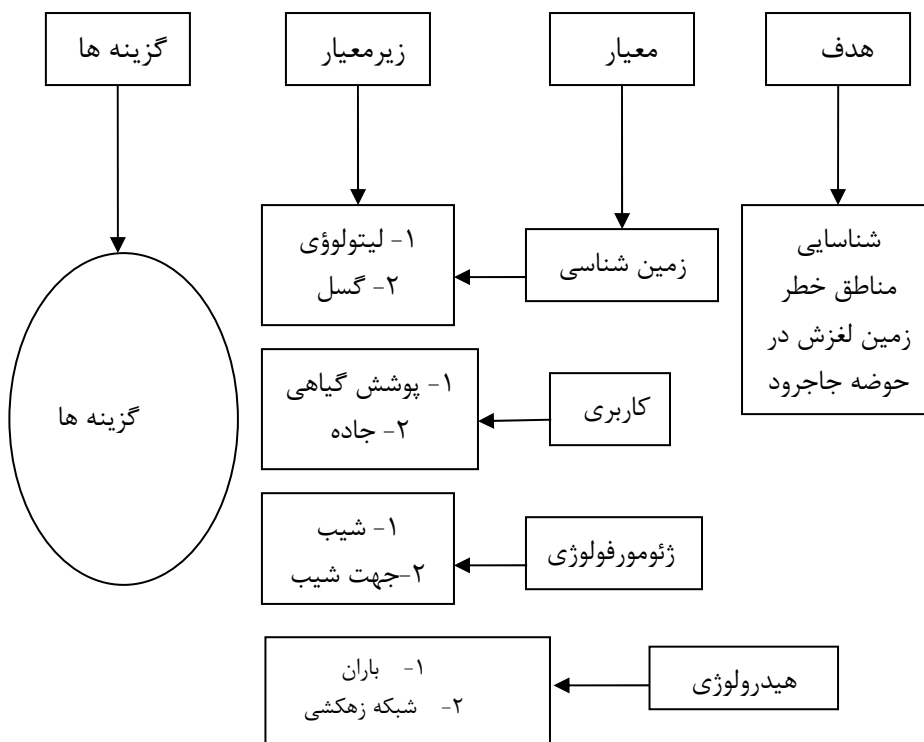 هدف
معیار
زیرمعیار
گزینه ها
شناسایی
مناطق خطر
زمین لغزش در
حوضه جاجرود
زمین شناسی
۱- لیتولوؤی
۲- گسل
کاربری
۱- پوشش گیاهی
۲- جاده
گزینه ها
ژئومورفولوژی
۱- شیب
۲-جهت شیب
هیدرولوژی
۱- باران
۲- شبکه زهکشی